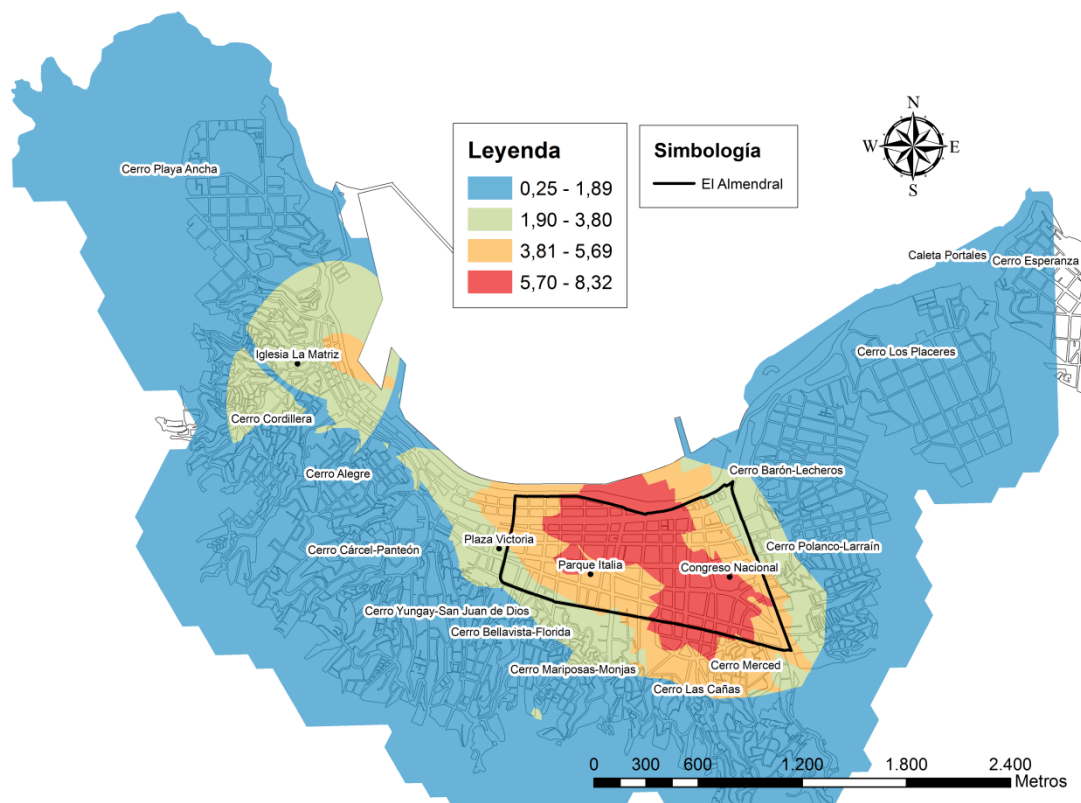 N
W
E
S
Leyenda
0,25 - 1,89
1,90 - 3,80
3,81 - 5,69
5,70 - 8,32
Simbología
El Almendral
Cerro Playa Ancha
Caleta Portales
Cerro Esperanza
Iglesia La Matriz
Cerro Los Placeres
Cerro Cordillera
Cerro Alegre
Cerro Barón-Lecheros
Plaza Victoria
Cerro Cárcel-Panteón
Cerro Polanco-Larraín
Parque Italia
Congreso Nacional
Cerro Yungay-San Juan de Dios
Cerro Bellavista-Florida
Cerro Mariposas-Monjas
Cerro Merced
Cerro Las Cañas
0 300 600 1.200 1.800 2.400
Metros